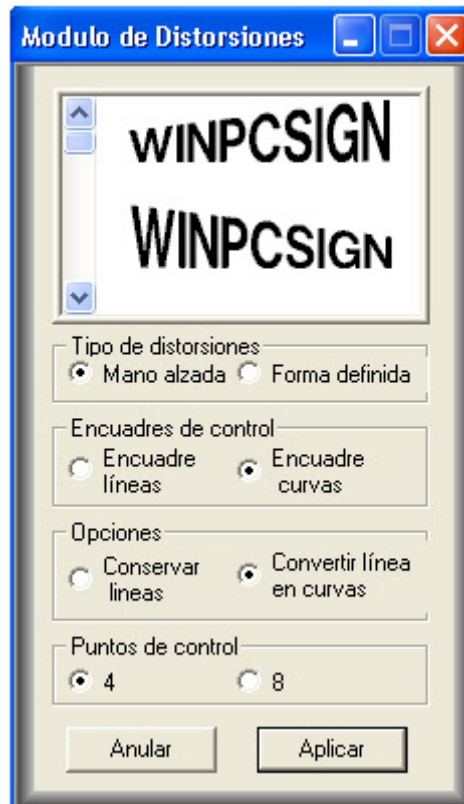 Modulo de Distorsiones
WINPCSIGN
WINPCSIGN
Tipo de distorsiones
Mano alzada Forma definida
Encuadres de control
Encuadre líneas Encuadre curvas
Opciones
Conservar lineas Convertir línea en curvas
Puntos de control
4 8
Anular Aplicar